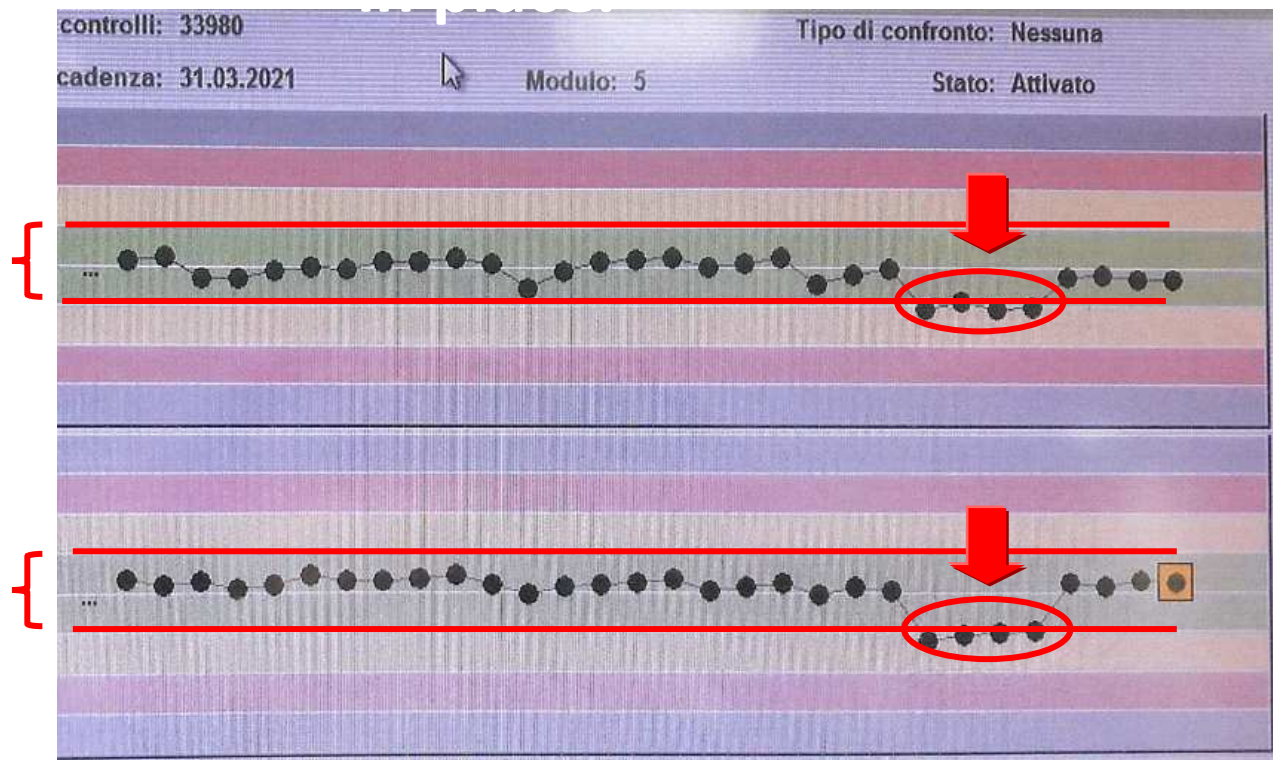 controlli: 33980
Tipo di confronto: Nessuna
cadenza: 31.03.2021
Modulo: 5
Stato: Attivato
...
...